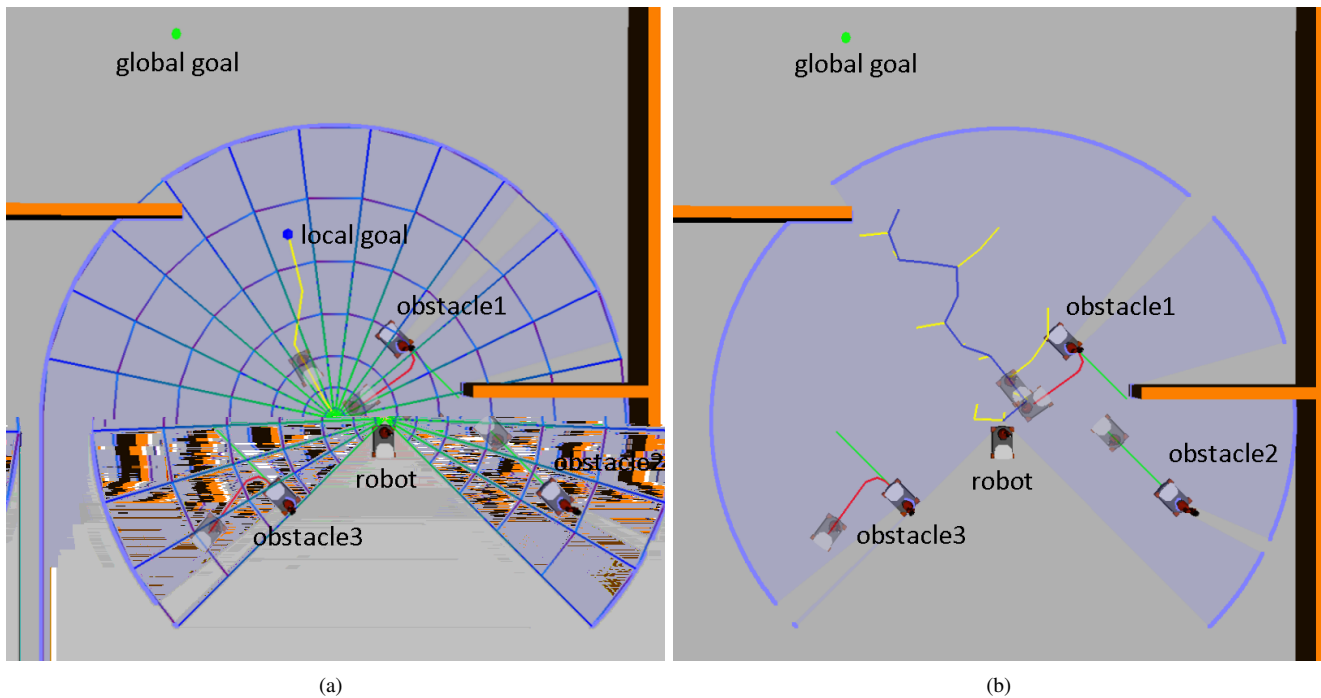 global goal
local goal
obstacle1
obstacle2
robot
obstacle3
(a)
global goal
obstacle1
obstacle2
robot
obstacle3
(b)